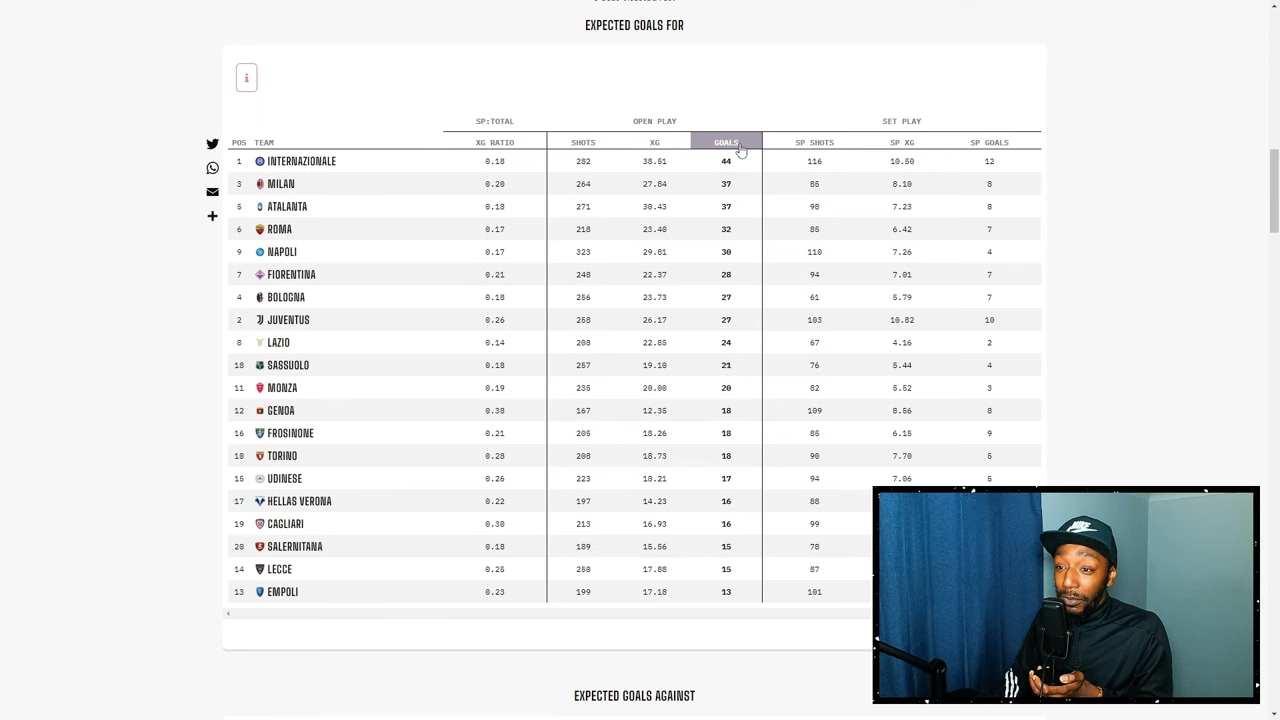 EXPECTED GOALS FOR
i
SP:TOTAL OPEN PLAY SET PLAY
POS TEAM XG RATIO SHOTS XG GOALS SP SHOTS SP XG SP GOALS
1 INTERNAZIONALE 0.18 282 38.51 44 116 10.50 12
3 MILAN 0.20 264 27.84 37 85 8.10 8
5 ATALANTA 0.18 271 30.43 37 98 7.23 8
6 ROMA 0.17 218 23.40 32 85 6.42 7
9 NAPOLI 0.17 323 29.81 30 110 7.26 4
7 FIORENTINA 0.21 248 22.37 28 94 7.01 7
4 BOLOGNA 0.18 256 23.73 27 61 5.79 7
2 JUVENTUS 0.26 258 26.17 27 103 10.82 10
8 LAZIO 0.14 208 22.85 24 67 4.16 2
18 SASSUOLO 0.18 257 19.10 21 76 5.44 4
11 MONZA 0.19 235 20.00 20 82 5.52 3
12 GENOA 0.38 167 12.35 18 109 8.56 8
16 FROSINONE 0.21 205 18.26 18 85 6.15 9
10 TORINO 0.28 208 18.73 18 90 7.70 5
15 UDINESE 0.26 223 18.21 17 94 7.06 5
17 HELLAS VERONA 0.22 197 14.23 16 88
19 CAGLIARI 0.30 213 16.93 16 99
20 SALERNITANA 0.18 189 15.56 15 78
14 LECCE 0.25 250 17.88 15 87
13 EMPOLI 0.23 199 17.18 13 101
NIKE
EXPECTED GOALS AGAINST